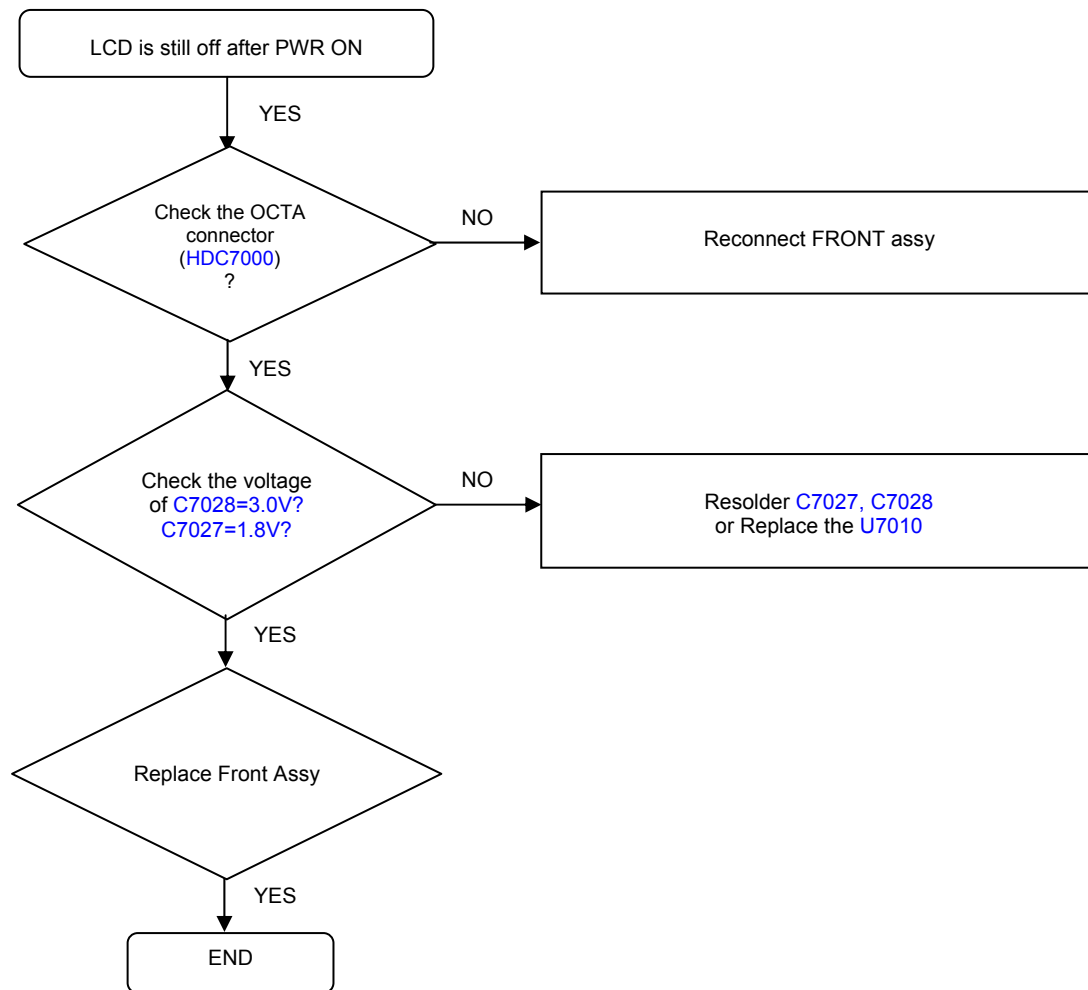 LCD is still off after PWR ON
YES
Check the OCTA
connector
(HDC7000)
?
NO
Reconnect FRONT assy
YES
Check the voltage
of C7028=3.0V?
C7027=1.8V?
NO
Resolder C7027, C7028
or Replace the U7010
YES
Replace Front Assy
YES
END